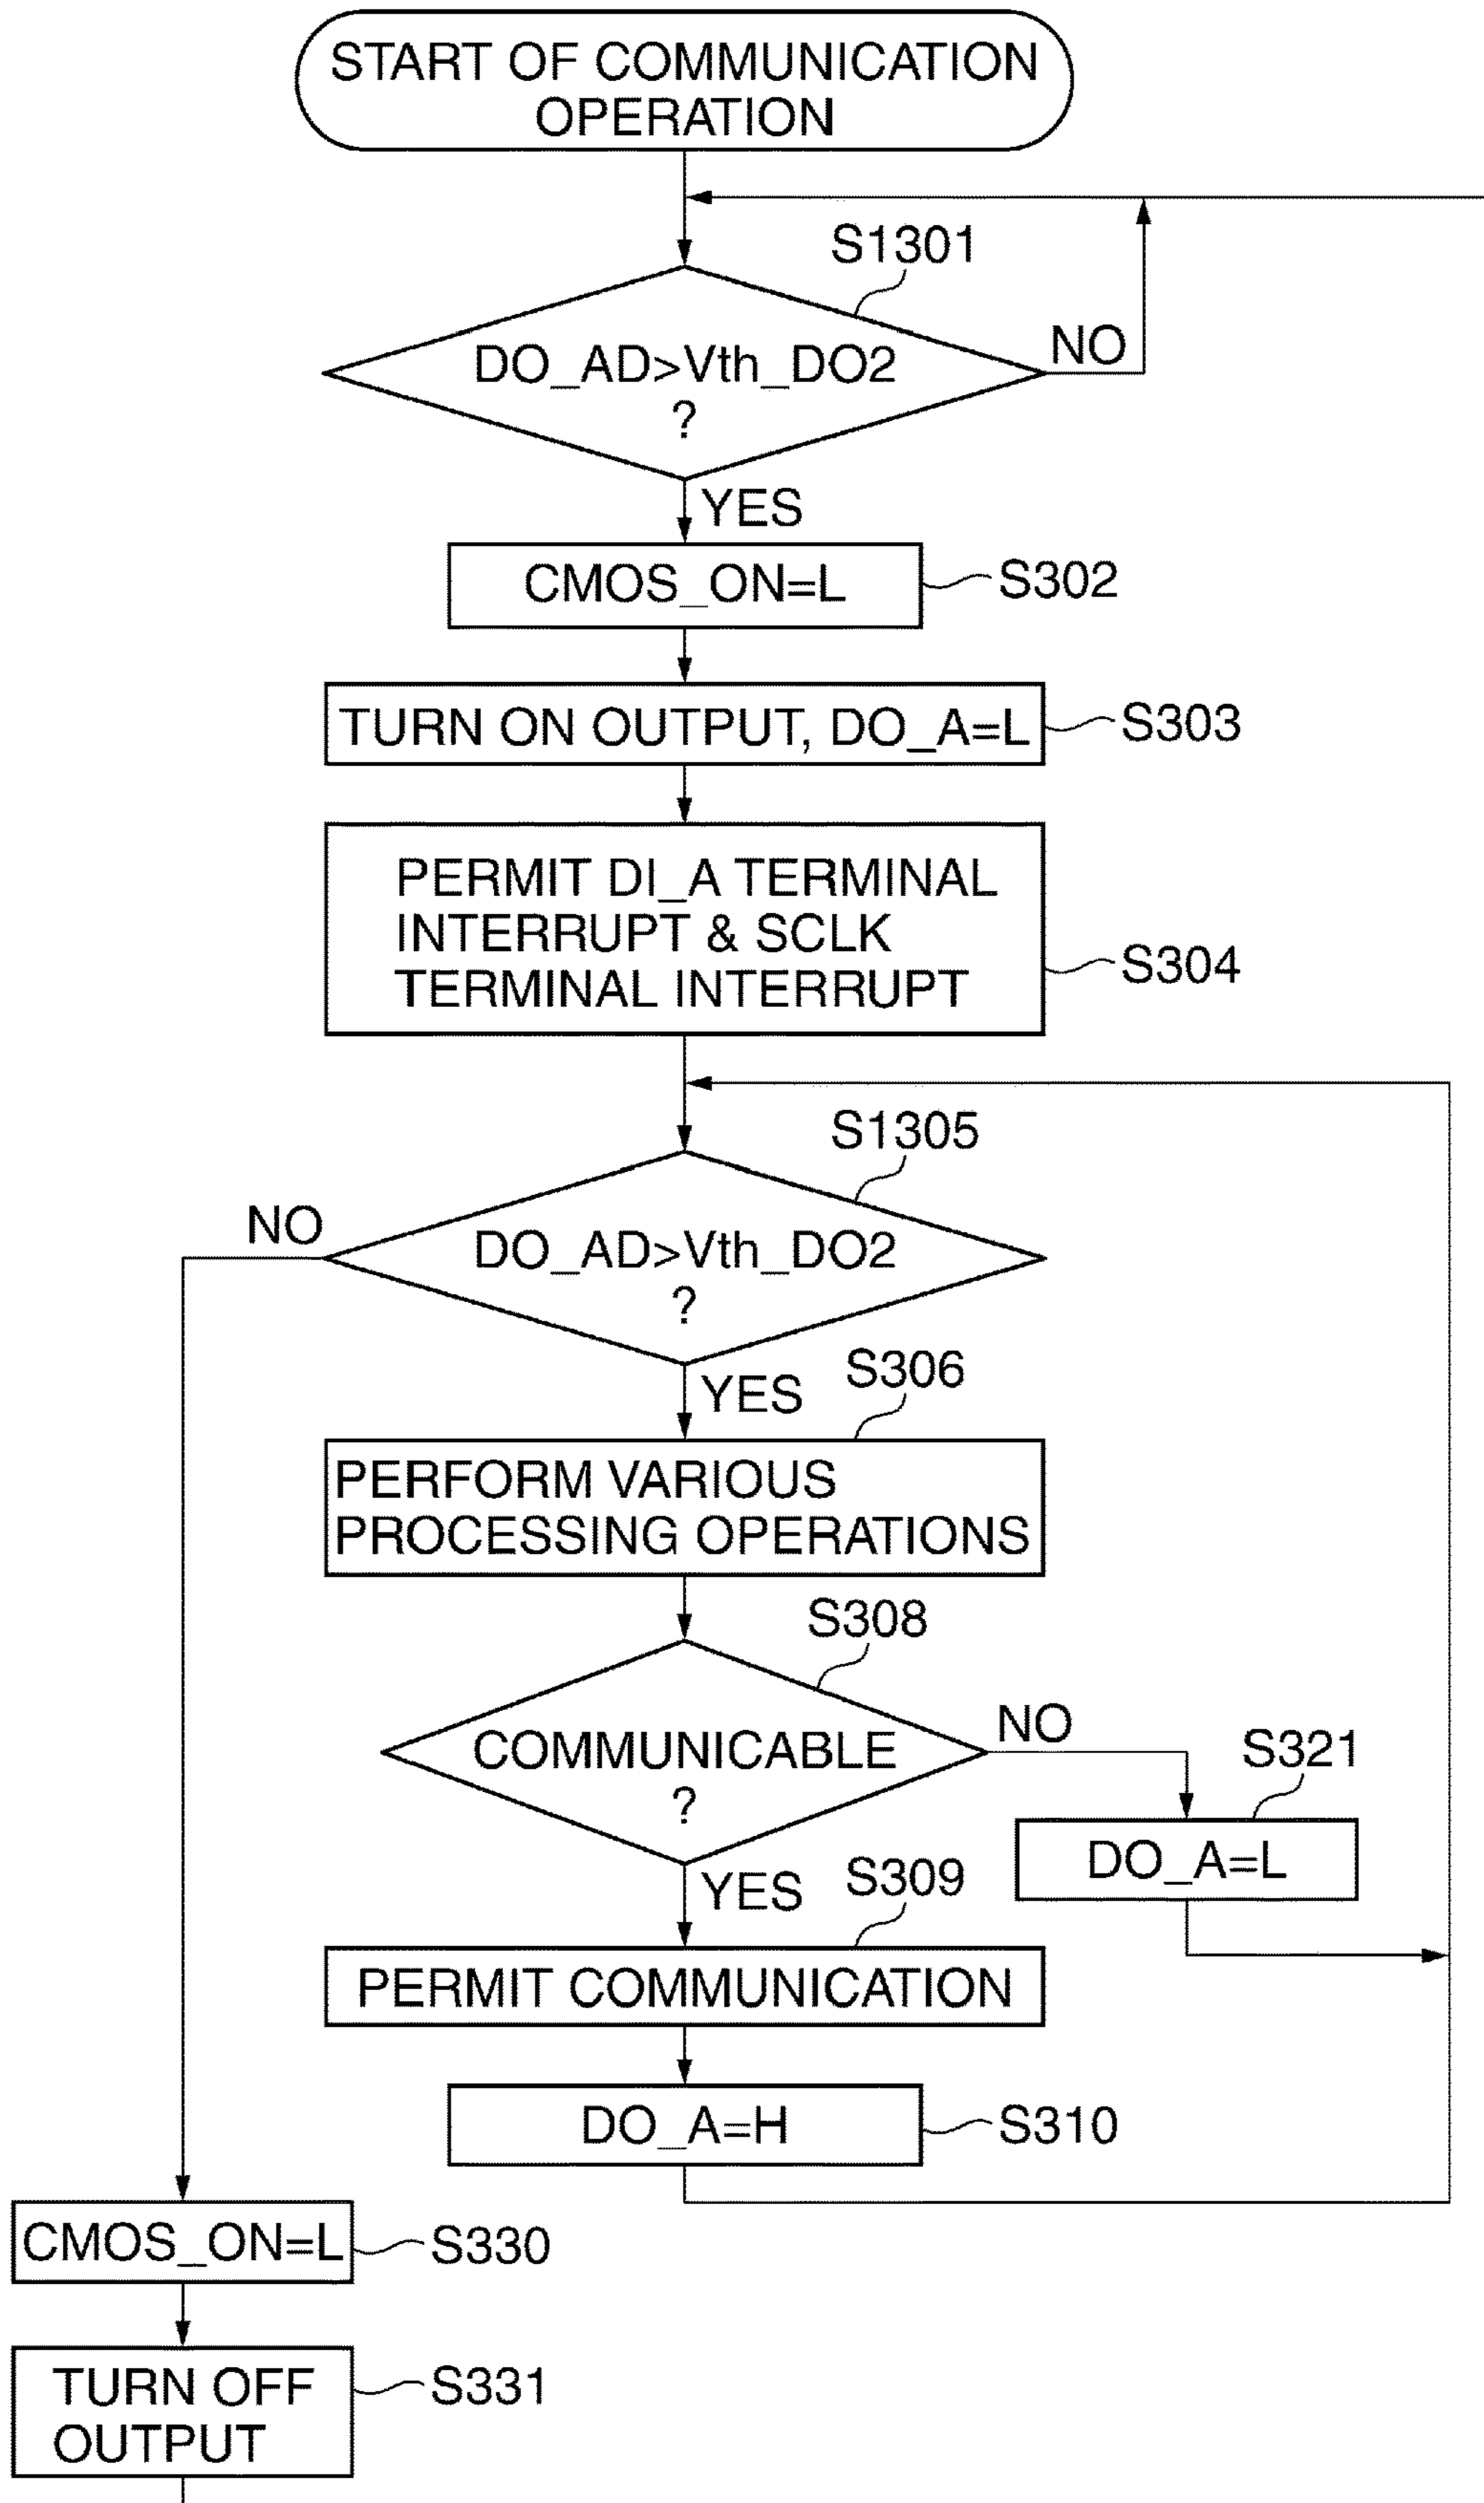 START OF COMMUNICATION
OPERATION
S1301
DO_AD>Vth_DO2
?
NO
YES
CMOS_ON=L
S302
TURN ON OUTPUT, DO_A=L
S303
PERMIT DI_A TERMINAL
INTERRUPT & SCLK
TERMINAL INTERRUPT
S304
S1305
NO
DO_AD>Vth_DO2
?
YES
S306
PERFORM VARIOUS
PROCESSING OPERATIONS
S308
COMMUNICABLE
?
NO
S321
DO_A=L
YES
S309
PERMIT COMMUNICATION
DO_A=H
S310
CMOS_ON=L
S330
TURN OFF
OUTPUT
S331